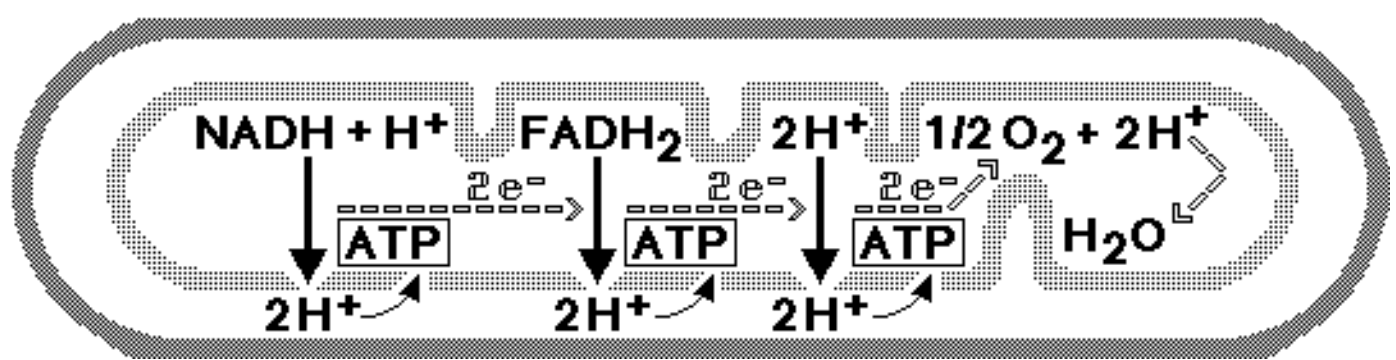 NADH + H⁺ FADH₂ 2H⁺ 1/2 O₂ + 2H⁺
2e⁻ 2e⁻ 2e⁻
ATP ATP ATP H₂O
2H⁺ 2H⁺ 2H⁺